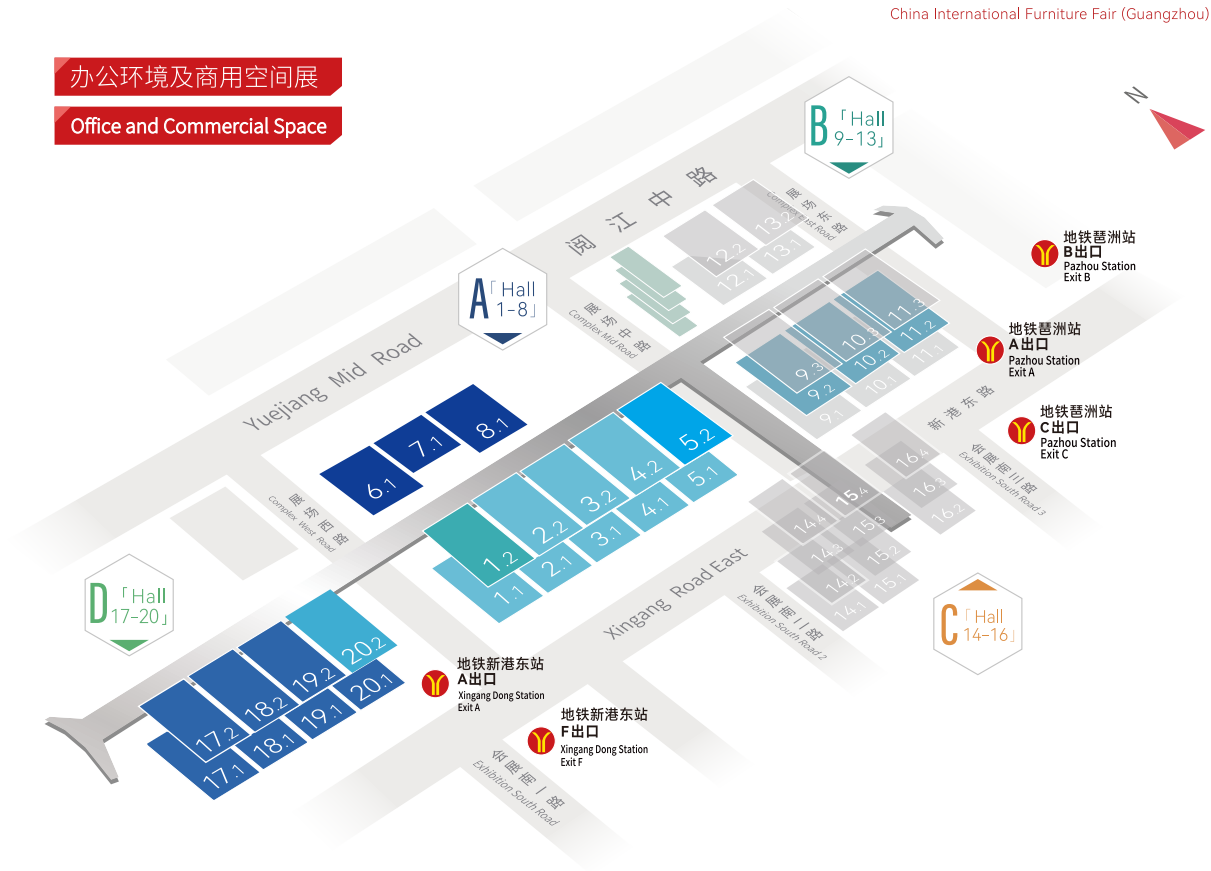 China International Furniture Fair (Guangzhou)
办公环境及商用空间展
Office and Commercial Space
N
B「Hall
9-13」
阅江中路
展场东路
Complex East Road
13.2
12.2
13.1
12.1
地铁琶洲站
B出口
Pazhou Station
Exit B
A「Hall
1-8」
展场中路
Complex Mid Road
11.3
10.3
9.3
11.2
10.2
9.2
11.1
10.1
9.1
地铁琶洲站
A出口
Pazhou Station
Exit A
Yuejiang Mid Road
新港东路
地铁琶洲站
C出口
Pazhou Station
Exit C
8.1
7.1
6.1
5.2
4.2
3.2
2.2
1.2
5.1
4.1
3.1
2.1
1.1
会展南三路
Exhibition South Road 3
16.4
16.3
16.2
15.4
15.3
15.2
15.1
14.4
14.3
14.2
14.1
展场西路
Complex West Road
Xingang Road East
会展南二路
Exhibition South Road 2
D「Hall
17-20」
C「Hall
14-16」
20.2
19.2
18.2
17.2
20.1
19.1
18.1
17.1
地铁新港东站
A出口
Xingang Dong Station
Exit A
地铁新港东站
F出口
Xingang Dong Station
Exit F
会展南一路
Exhibition South Road